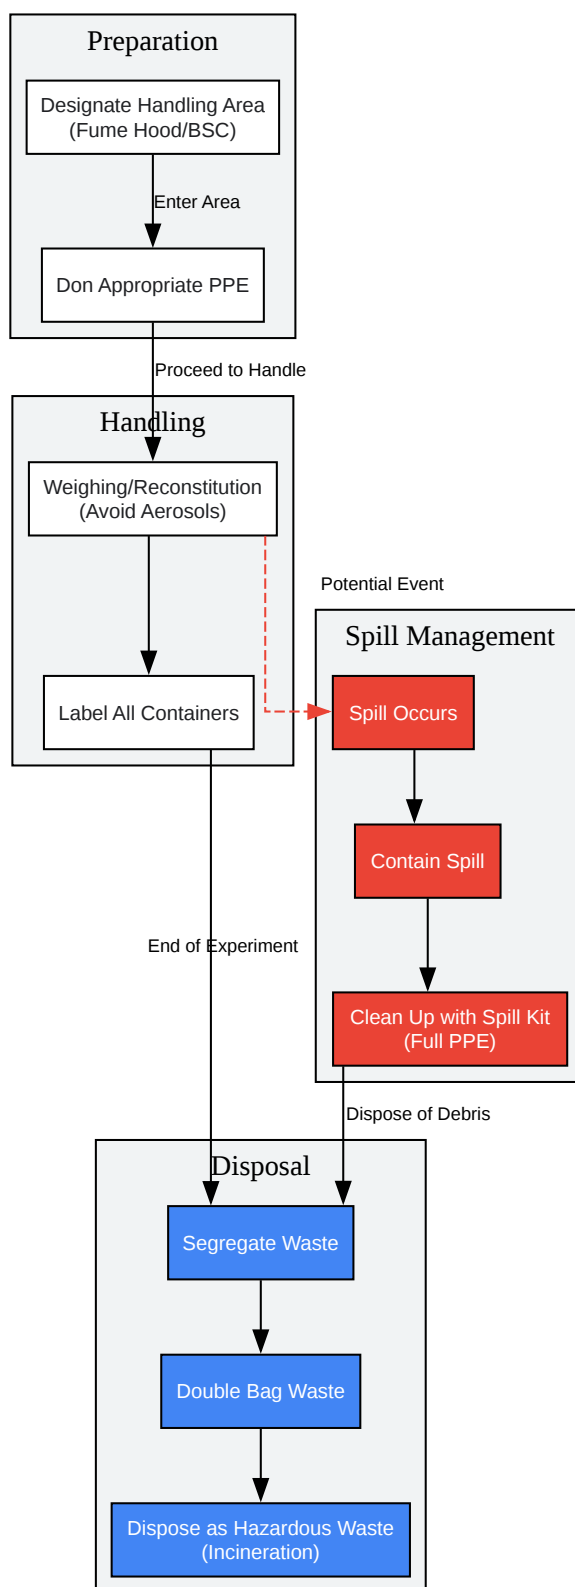 Preparation
Designate Handling Area
(Fume Hood/BSC)
Enter Area
Don Appropriate PPE
Proceed to Handle
Handling
Weighing/Reconstitution
(Avoid Aerosols)
Potential Event
Spill Management
Label All Containers
Spill Occurs
Contain Spill
End of Experiment
Clean Up with Spill Kit
(Full PPE)
Dispose of Debris
Disposal
Segregate Waste
Double Bag Waste
Dispose as Hazardous Waste
(Incineration)